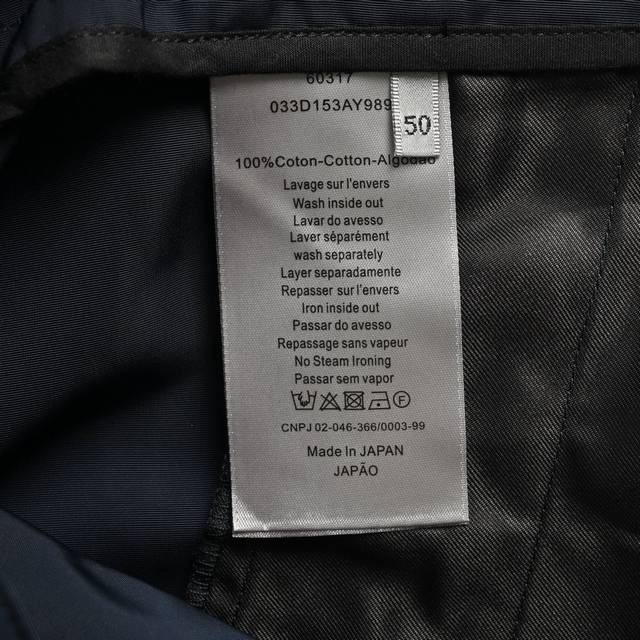 60317
033D153AY989
50
100%Coton-Cotton-Algodao
Lavage sur l'envers
Wash inside out
Lavar do avesso
Laver séparément
wash separately
Layer separadamente
Repasser sur l'envers
Iron inside out
Passar do avesso
Repassage sans vapeur
No Steam Ironing
Passar sem vapor
F
CNPJ 02-046-366/0003-99
Made In JAPAN
JAPÃO